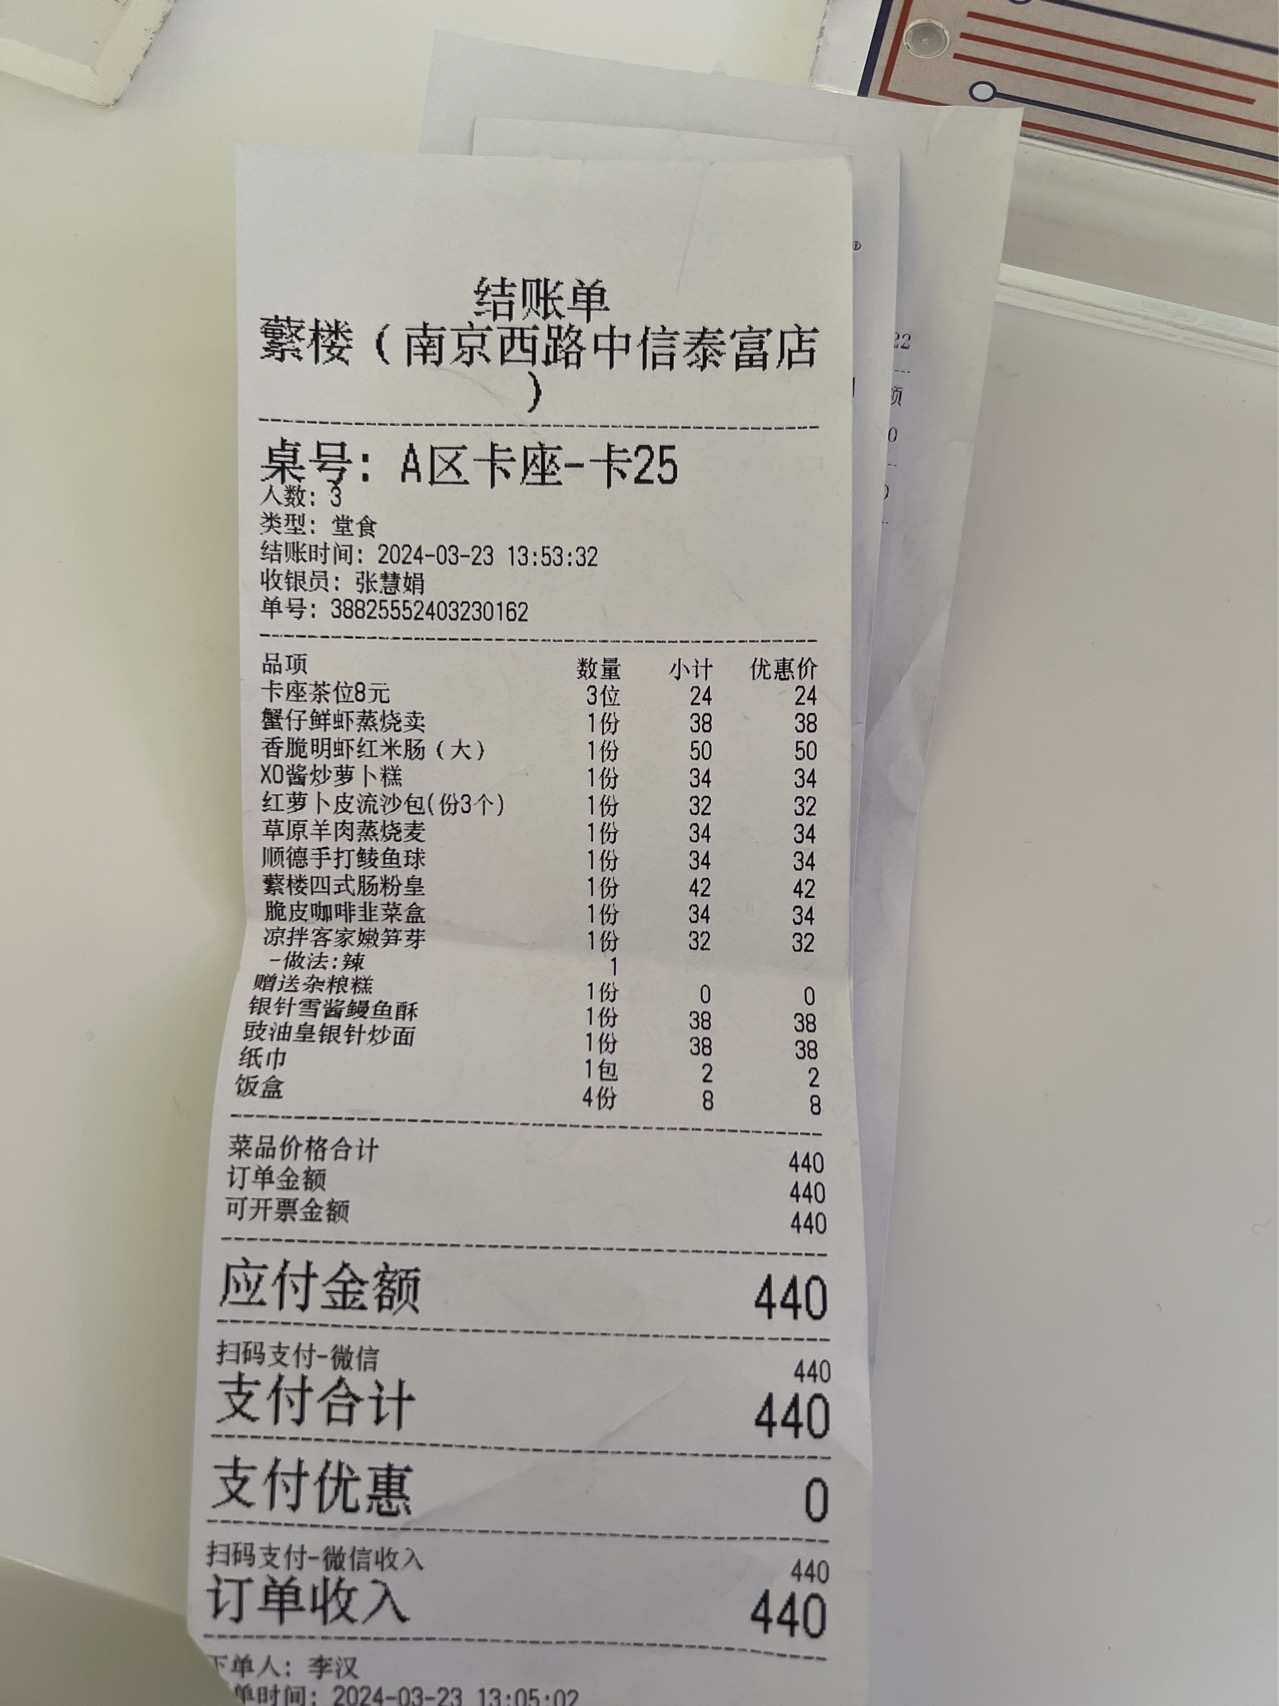 结账单
蘩楼（南京西路中信泰富店
）
桌号：A区卡座-卡25
人数：3
类型：堂食
结账时间：2024-03-23 13:53:32
收银员：张慧娟
单号：38825552403230162
品项 数量 小计 优惠价
卡座茶位8元 3位 24 24
蟹仔鲜虾蒸烧卖 1份 38 38
香脆明虾红米肠（大） 1份 50 50
XO酱炒萝卜糕 1份 34 34
红萝卜皮流沙包(份3个) 1份 32 32
草原羊肉蒸烧麦 1份 34 34
顺德手打鲮鱼球 1份 34 34
蘩楼四式肠粉皇 1份 42 42
脆皮咖啡韭菜盒 1份 34 34
凉拌客家嫩笋芽 1份 32 32
-做法:辣 1
赠送杂粮糕 1份 0 0
银针雪酱鳗鱼酥 1份 38 38
豉油皇银针炒面 1份 38 38
纸巾 1包 2 2
饭盒 4份 8 8
菜品价格合计 440
订单金额 440
可开票金额 440
应付金额 440
扫码支付-微信 440
支付合计 440
支付优惠 0
扫码支付-微信收入 440
订单收入 440
下单人：李汉
单时间：2024-03-23 13:05:02
®
22
0